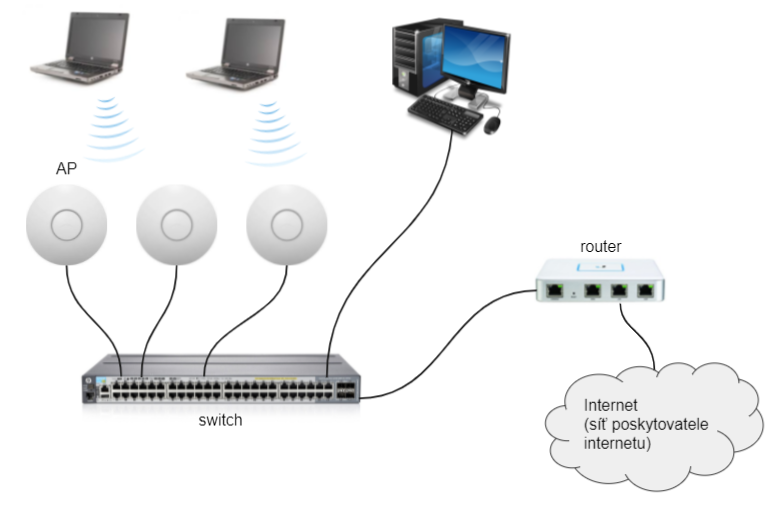 AP
router
switch
Internet
(síť poskytovatele
internetu)